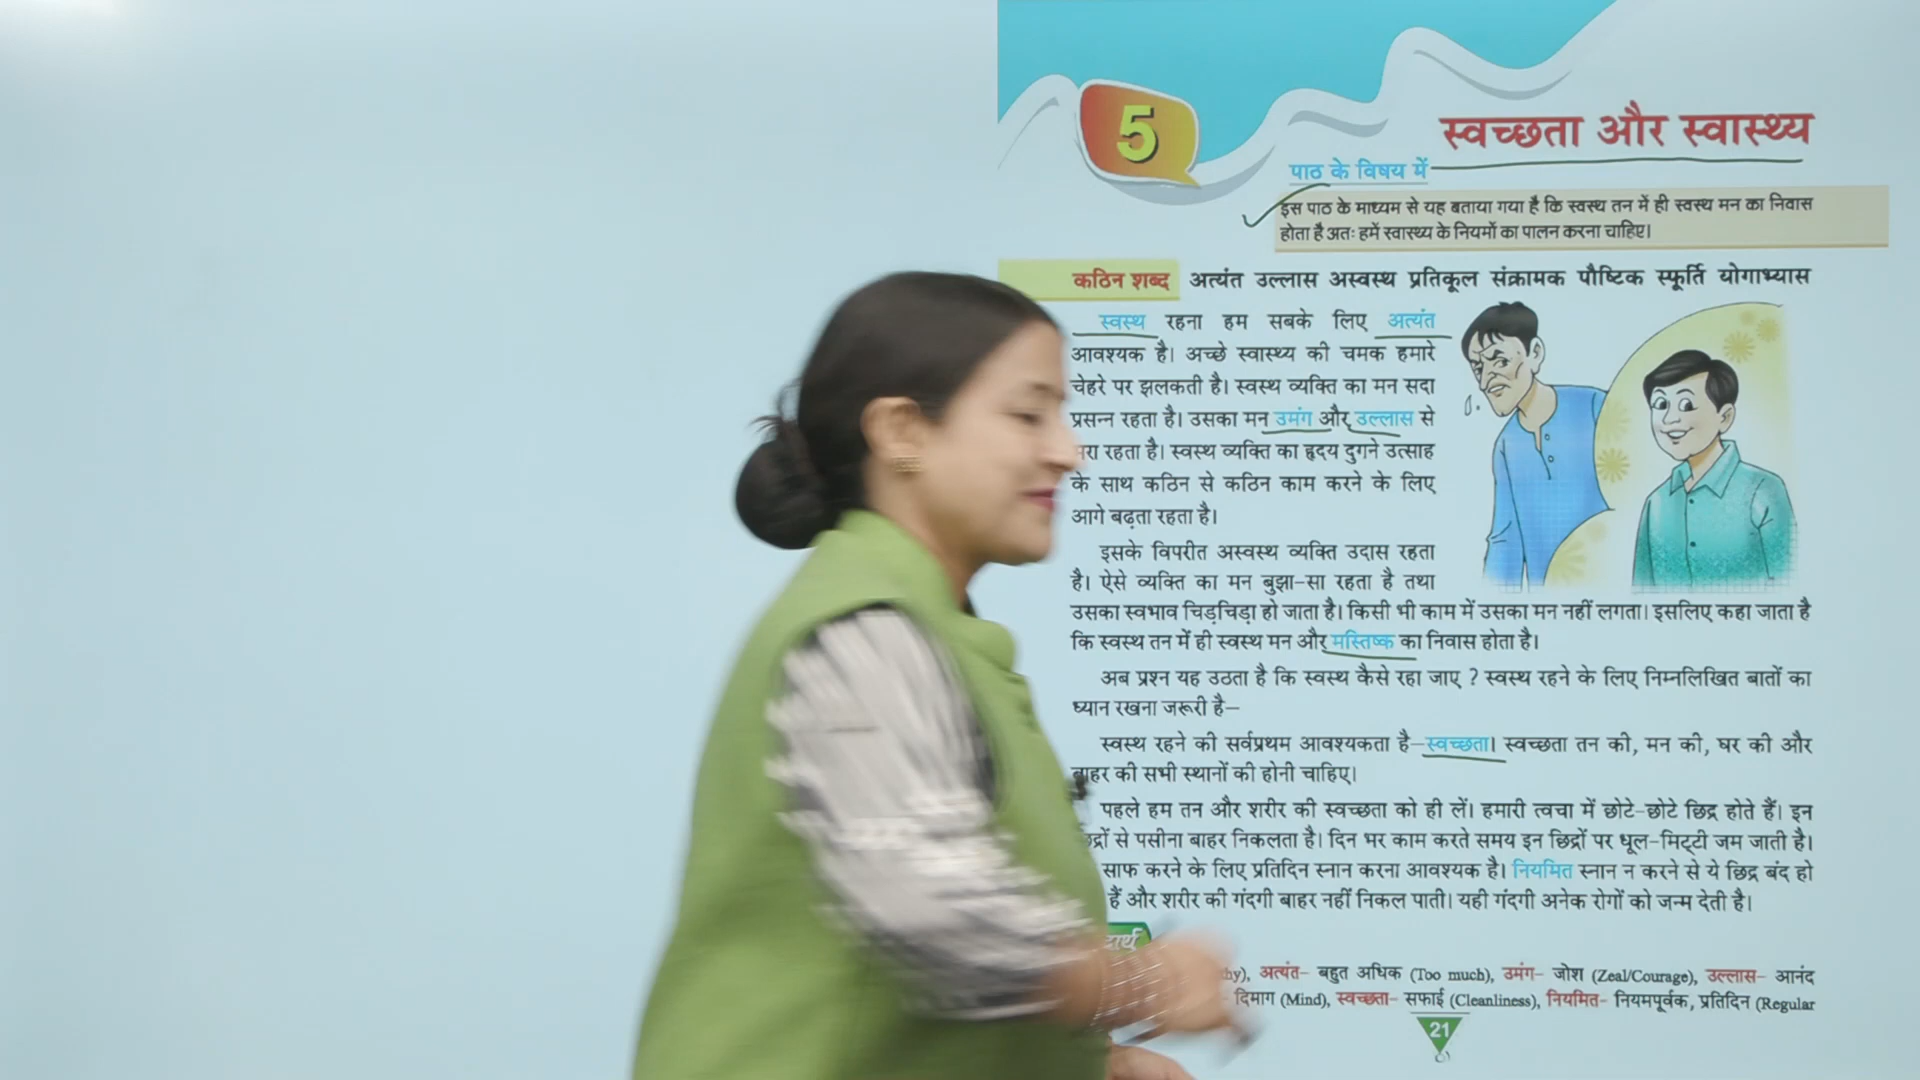 5
स्वच्छता और स्वास्थ्य
पाठ के विषय में
इस पाठ के माध्यम से यह बताया गया है कि स्वस्थ तन में ही स्वस्थ मन का निवास
होता है अतः हमें स्वास्थ्य के नियमों का पालन करना चाहिए।
कठिन शब्द अत्यंत उल्लास अस्वस्थ प्रतिकूल संक्रामक पौष्टिक स्फूर्ति योगाभ्यास
स्वस्थ रहना हम सबके लिए अत्यंत
आवश्यक है। अच्छे स्वास्थ्य की चमक हमारे
चेहरे पर झलकती है। स्वस्थ व्यक्ति का मन सदा
प्रसन्न रहता है। उसका मन उमंग और उल्लास से
रहता है। स्वस्थ व्यक्ति का हृदय दुगने उत्साह
के साथ कठिन से कठिन काम करने के लिए
आगे बढ़ता रहता है।
इसके विपरीत अस्वस्थ व्यक्ति उदास रहता
है। ऐसे व्यक्ति का मन बुझा-सा रहता है तथा
उसका स्वभाव चिड़चिड़ा हो जाता है। किसी भी काम में उसका मन नहीं लगता। इसलिए कहा जाता है
कि स्वस्थ तन में ही स्वस्थ मन और मस्तिष्क का निवास होता है।
अब प्रश्न यह उठता है कि स्वस्थ कैसे रहा जाए ? स्वस्थ रहने के लिए निम्नलिखित बातों का
ध्यान रखना जरूरी है–
स्वस्थ रहने की सर्वप्रथम आवश्यकता है–स्वच्छता। स्वच्छता तन की, मन की, घर की और
बाहर की सभी स्थानों की होनी चाहिए।
पहले हम तन और शरीर की स्वच्छता को ही लें। हमारी त्वचा में छोटे-छोटे छिद्र होते हैं। इन
से पसीना बाहर निकलता है। दिन भर काम करते समय इन छिद्रों पर धूल-मिट्टी जम जाती है।
साफ करने के लिए प्रतिदिन स्नान करना आवश्यक है। नियमित स्नान न करने से ये छिद्र बंद हो
हैं और शरीर की गंदगी बाहर नहीं निकल पाती। यही गंदगी अनेक रोगों को जन्म देती है।
अत्यंत– बहुत अधिक (Too much), उमंग– जोश (Zeal/Courage), उल्लास– आनंद
दिमाग (Mind), स्वच्छता– सफाई (Cleanliness), नियमित– नियमपूर्वक, प्रतिदिन (Regular
21